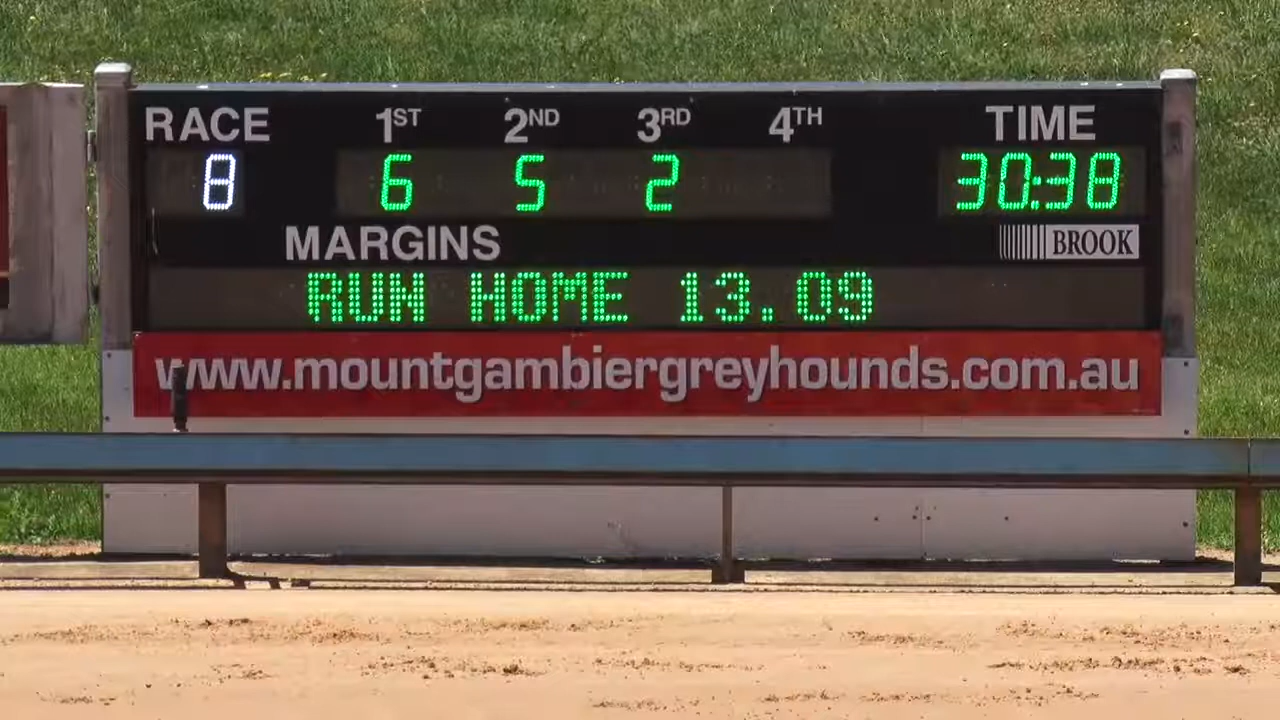 RACE 1ST 2ND 3RD 4TH TIME
8 6 5 2 30:38
MARGINS BROOK
RUN HOME 13.09
www.mountgambiergreyhounds.com.au